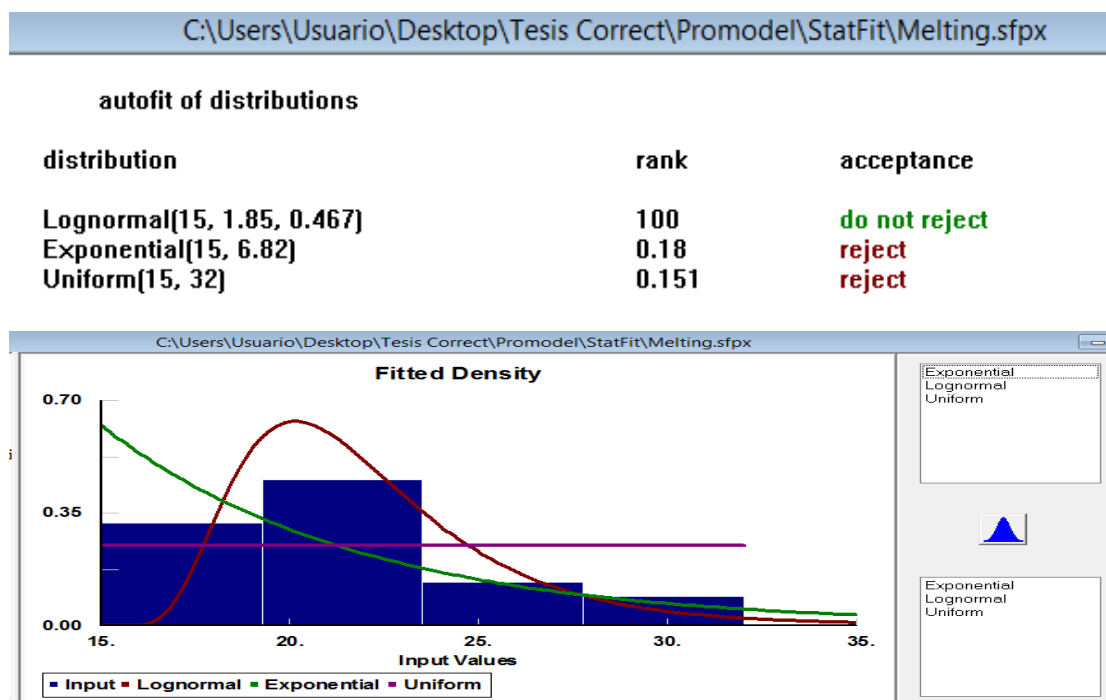 C:\Users\Usuario\Desktop\Tesis Correct\Promodel\StatFit\Melting.sfpx
autofit of distributions
distribution rank acceptance
Lognormal(15, 1.85, 0.467) 100 do not reject
Exponential(15, 6.82) 0.18 reject
Uniform(15, 32) 0.151 reject
C:\Users\Usuario\Desktop\Tesis Correct\Promodel\StatFit\Melting.sfpx
Fitted Density
0.70
0.35
0.00
15. 20. 25. 30. 35.
Input Values
Input Lognormal Exponential Uniform
Exponential
Lognormal
Uniform
Exponential
Lognormal
Uniform